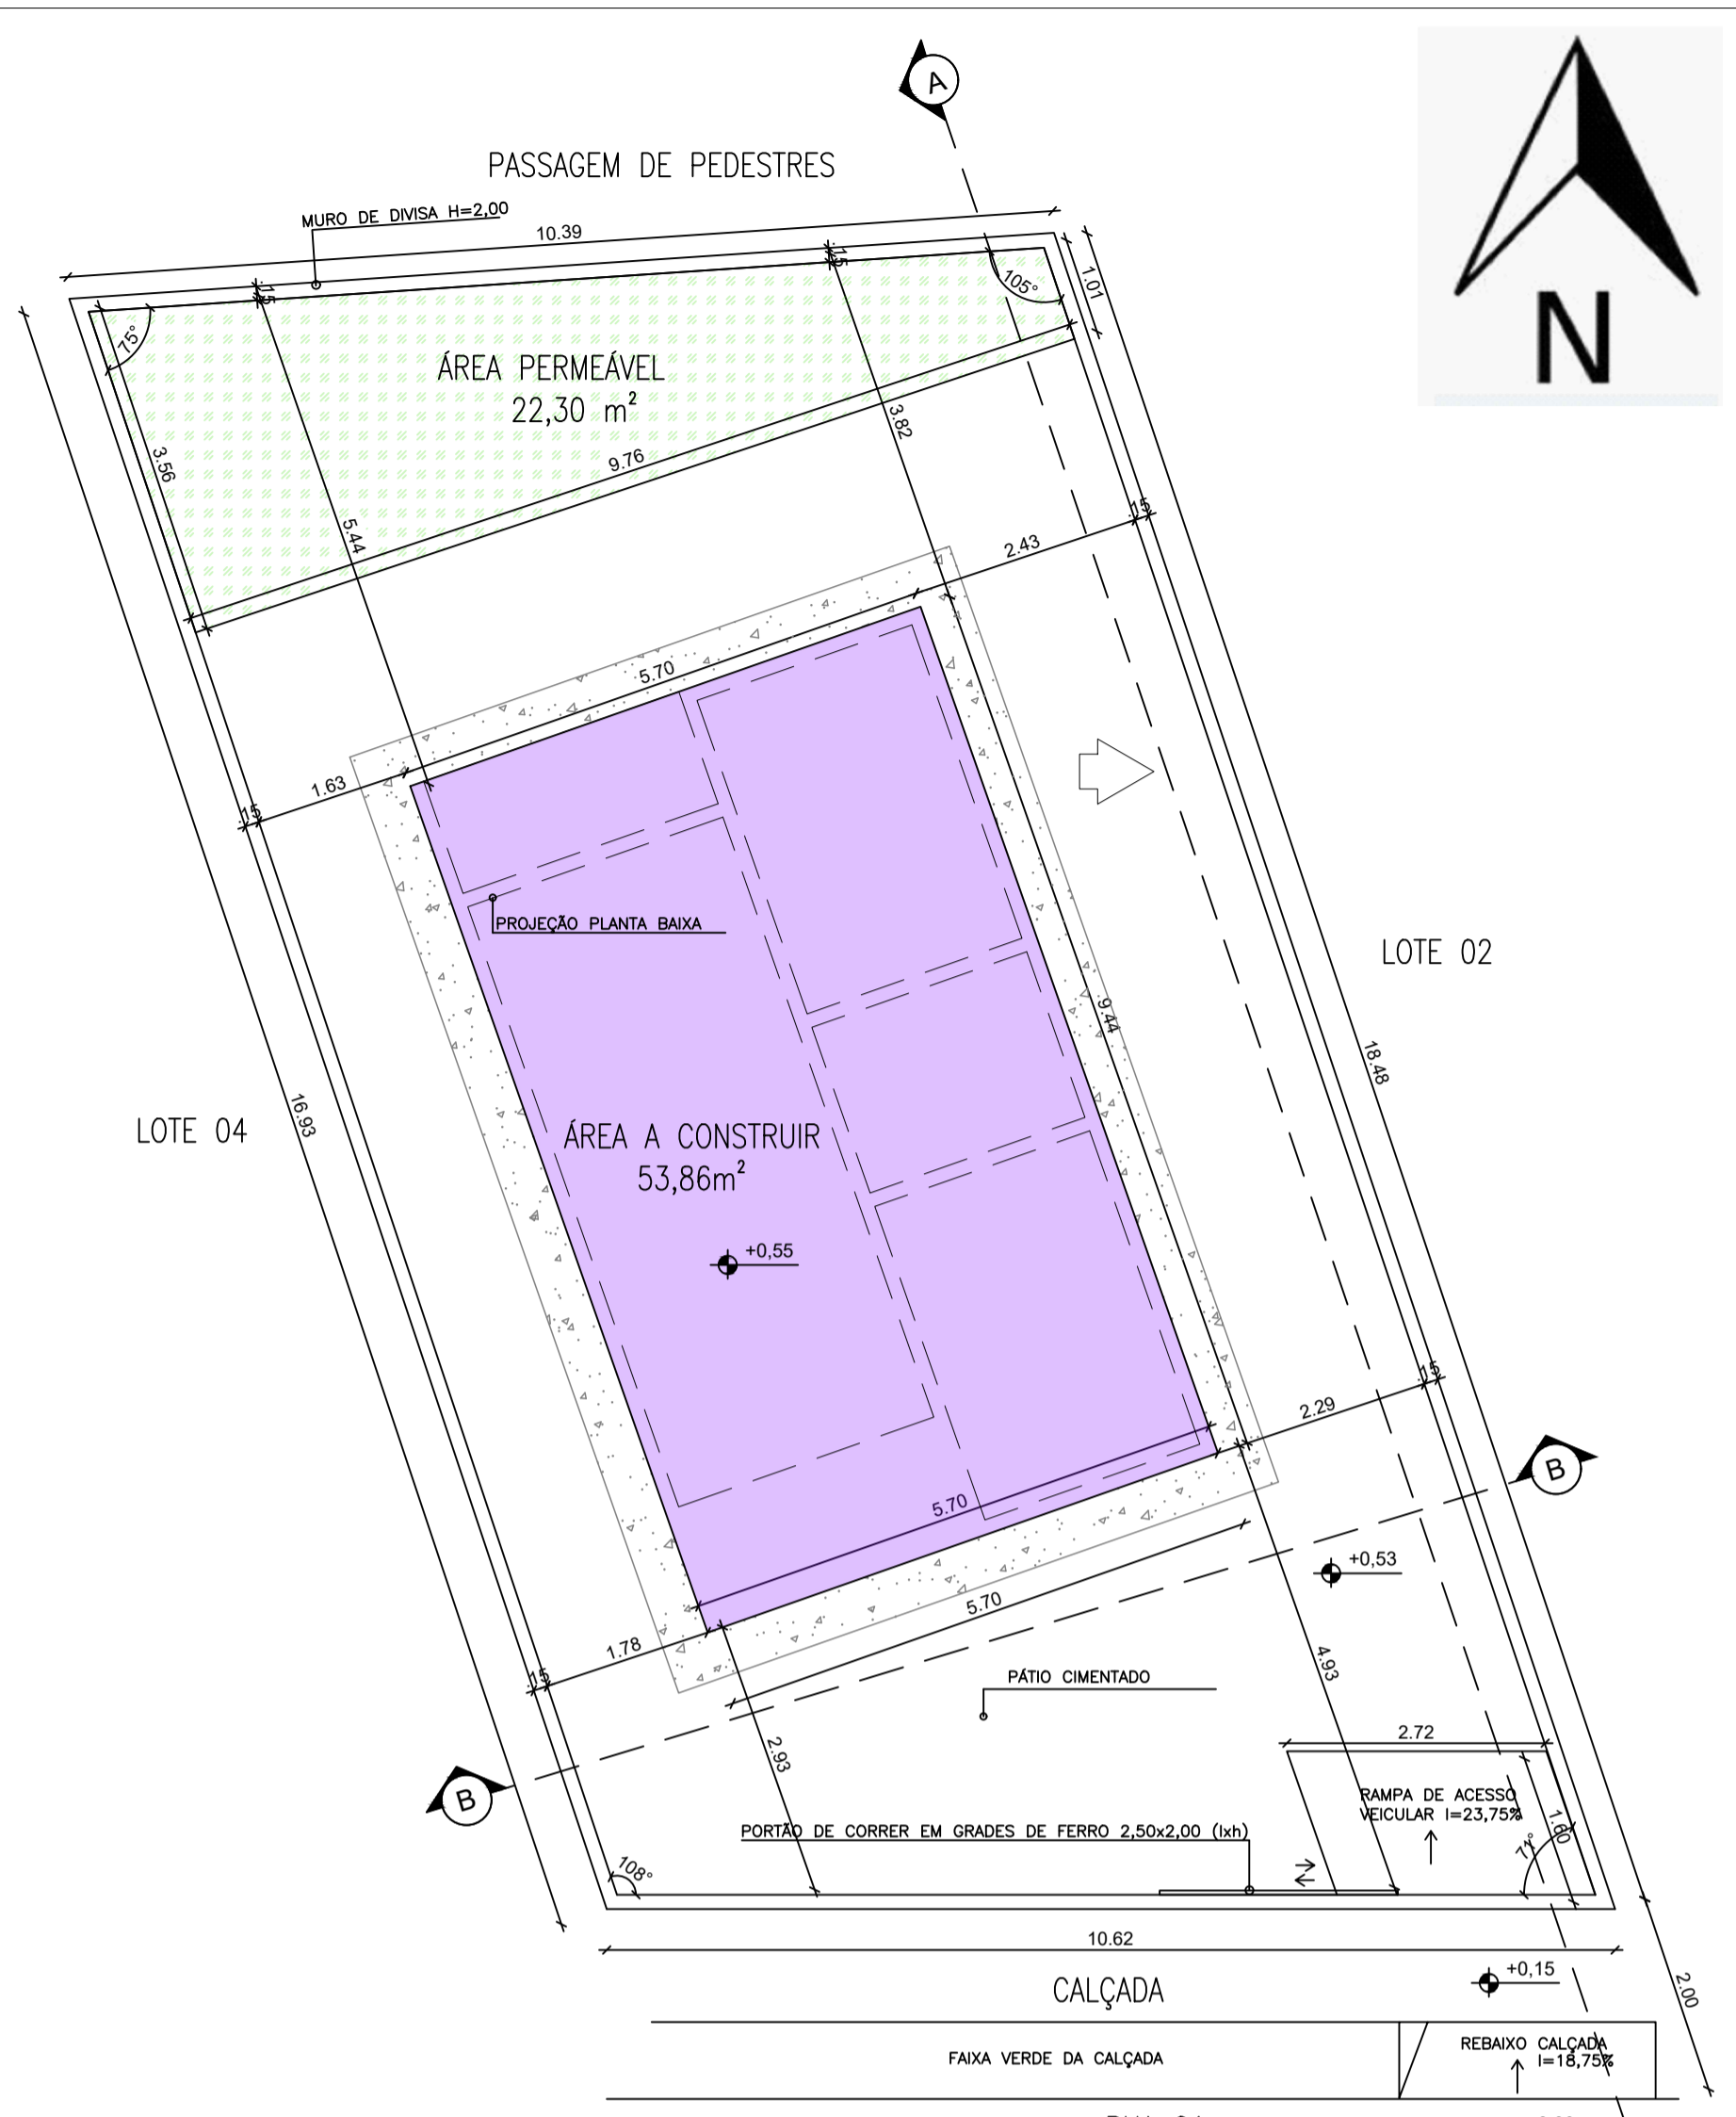 A
PASSAGEM DE PEDESTRES
MURO DE DIVISA H=2,00
10.39
.15
.15
105°
1.01
75°
N
ÁREA PERMEÁVEL
22,30 m²
3.56
3.82
9.76
5.44
2.43
.15
5.70
1.63
.15
PROJEÇÃO PLANTA BAIXA
LOTE 02
9.44
18.48
16.93
LOTE 04
ÁREA A CONSTRUIR
53,86m²
+0,55
2.29
.15
B
5.70
+0,53
5.70
1.78
.15
4.93
PÁTIO CIMENTADO
2.93
2.72
B
RAMPA DE ACESSO
VEICULAR I=23,75%
1.60
71°
PORTÃO DE CORRER EM GRADES DE FERRO 2,50x2,00 (lxh)
108°
10.62
CALÇADA
+0,15
2.00
FAIXA VERDE DA CALÇADA
REBAIXO CALÇADA
I=18,75%